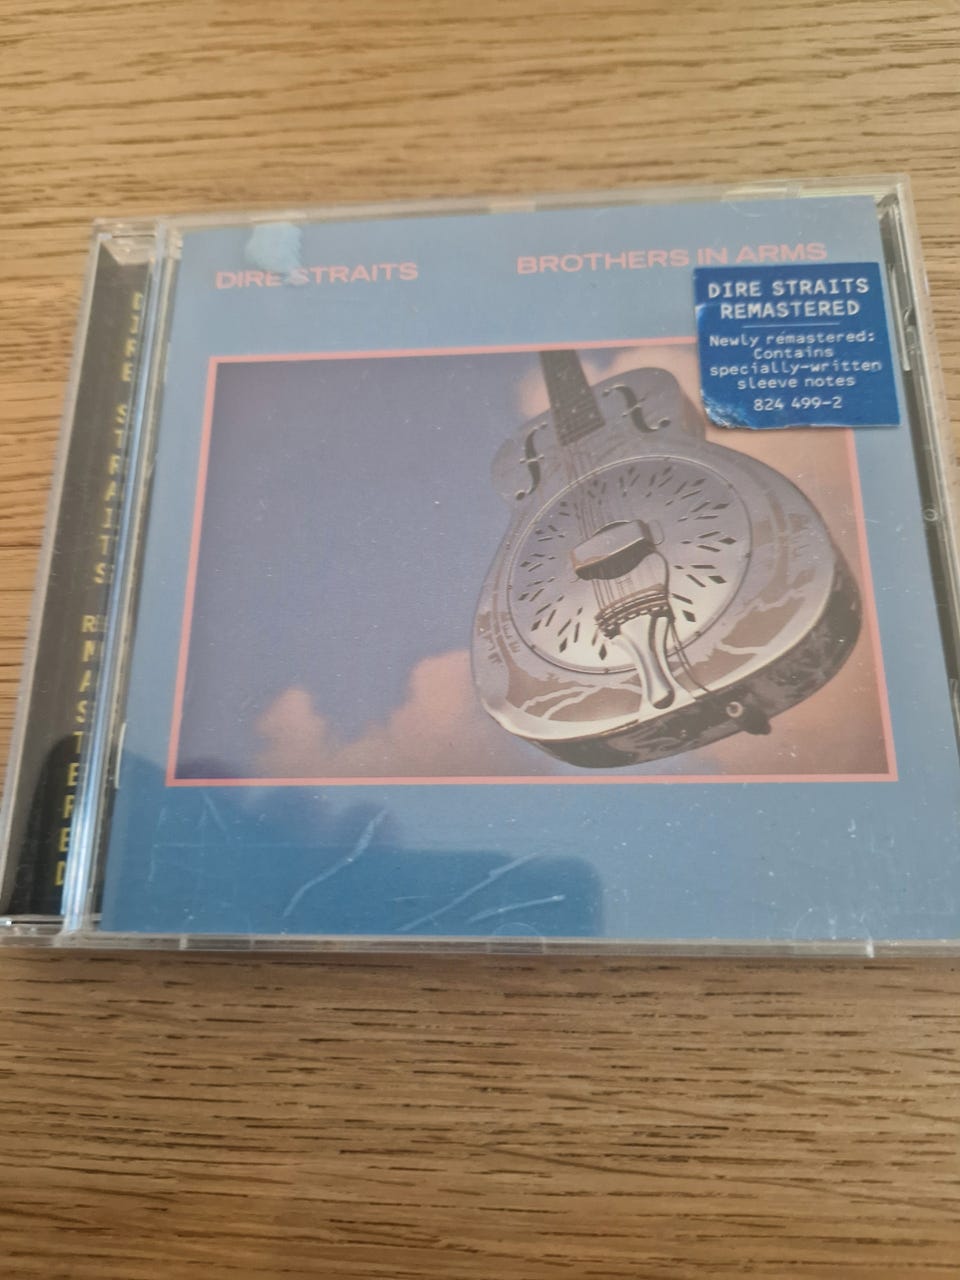 DIRE STRAITS
BROTHERS IN ARMS
DIRE STRAITS
REMASTERED
Newly remastered:
Contains
specially-written
sleeve notes
824 499-2
DIRE STRAITS REMASTERED